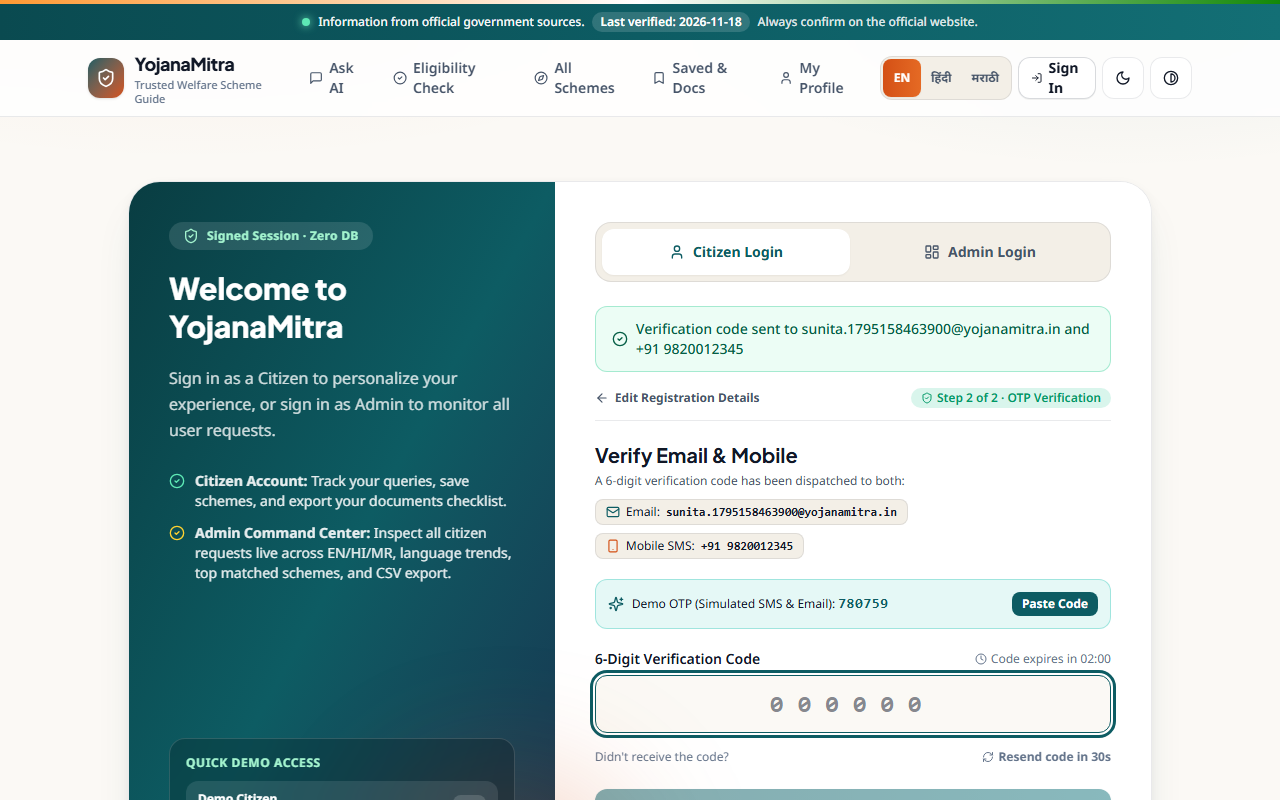 Information from official government sources. Last verified: 2026-11-18 Always confirm on the official website.
YojanaMitra
Trusted Welfare Scheme
Guide
Ask
AI
Eligibility
Check
All
Schemes
Saved &
Docs
My
Profile
EN
हिंदी
मराठी
Sign
In
Signed Session · Zero DB
Welcome to
YojanaMitra
Sign in as a Citizen to personalize your
experience, or sign in as Admin to monitor all
user requests.
Citizen Account: Track your queries, save
schemes, and export your documents checklist.
Admin Command Center: Inspect all citizen
requests live across EN/HI/MR, language trends,
top matched schemes, and CSV export.
QUICK DEMO ACCESS
Demo Citizen
Citizen Login
Admin Login
Verification code sent to sunita.1795158463900@yojanamitra.in and
+91 9820012345
Edit Registration Details
Step 2 of 2 · OTP Verification
Verify Email & Mobile
A 6-digit verification code has been dispatched to both:
Email: sunita.1795158463900@yojanamitra.in
Mobile SMS: +91 9820012345
Demo OTP (Simulated SMS & Email): 780759
Paste Code
6-Digit Verification Code
Code expires in 02:00
000000
Didn't receive the code?
Resend code in 30s